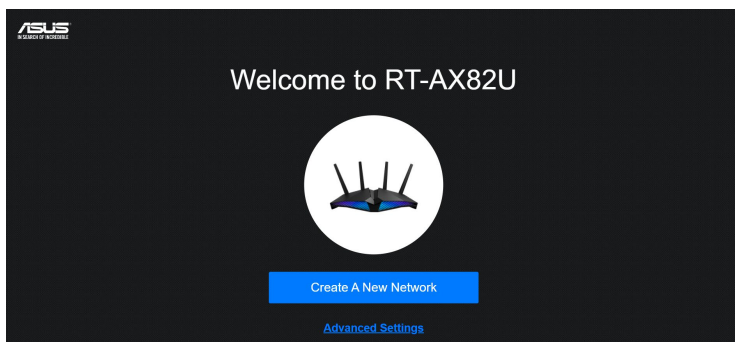 ASUS
IN SEARCH OF INCREDIBLE
Welcome to RT-AX82U
Create A New Network
Advanced Settings